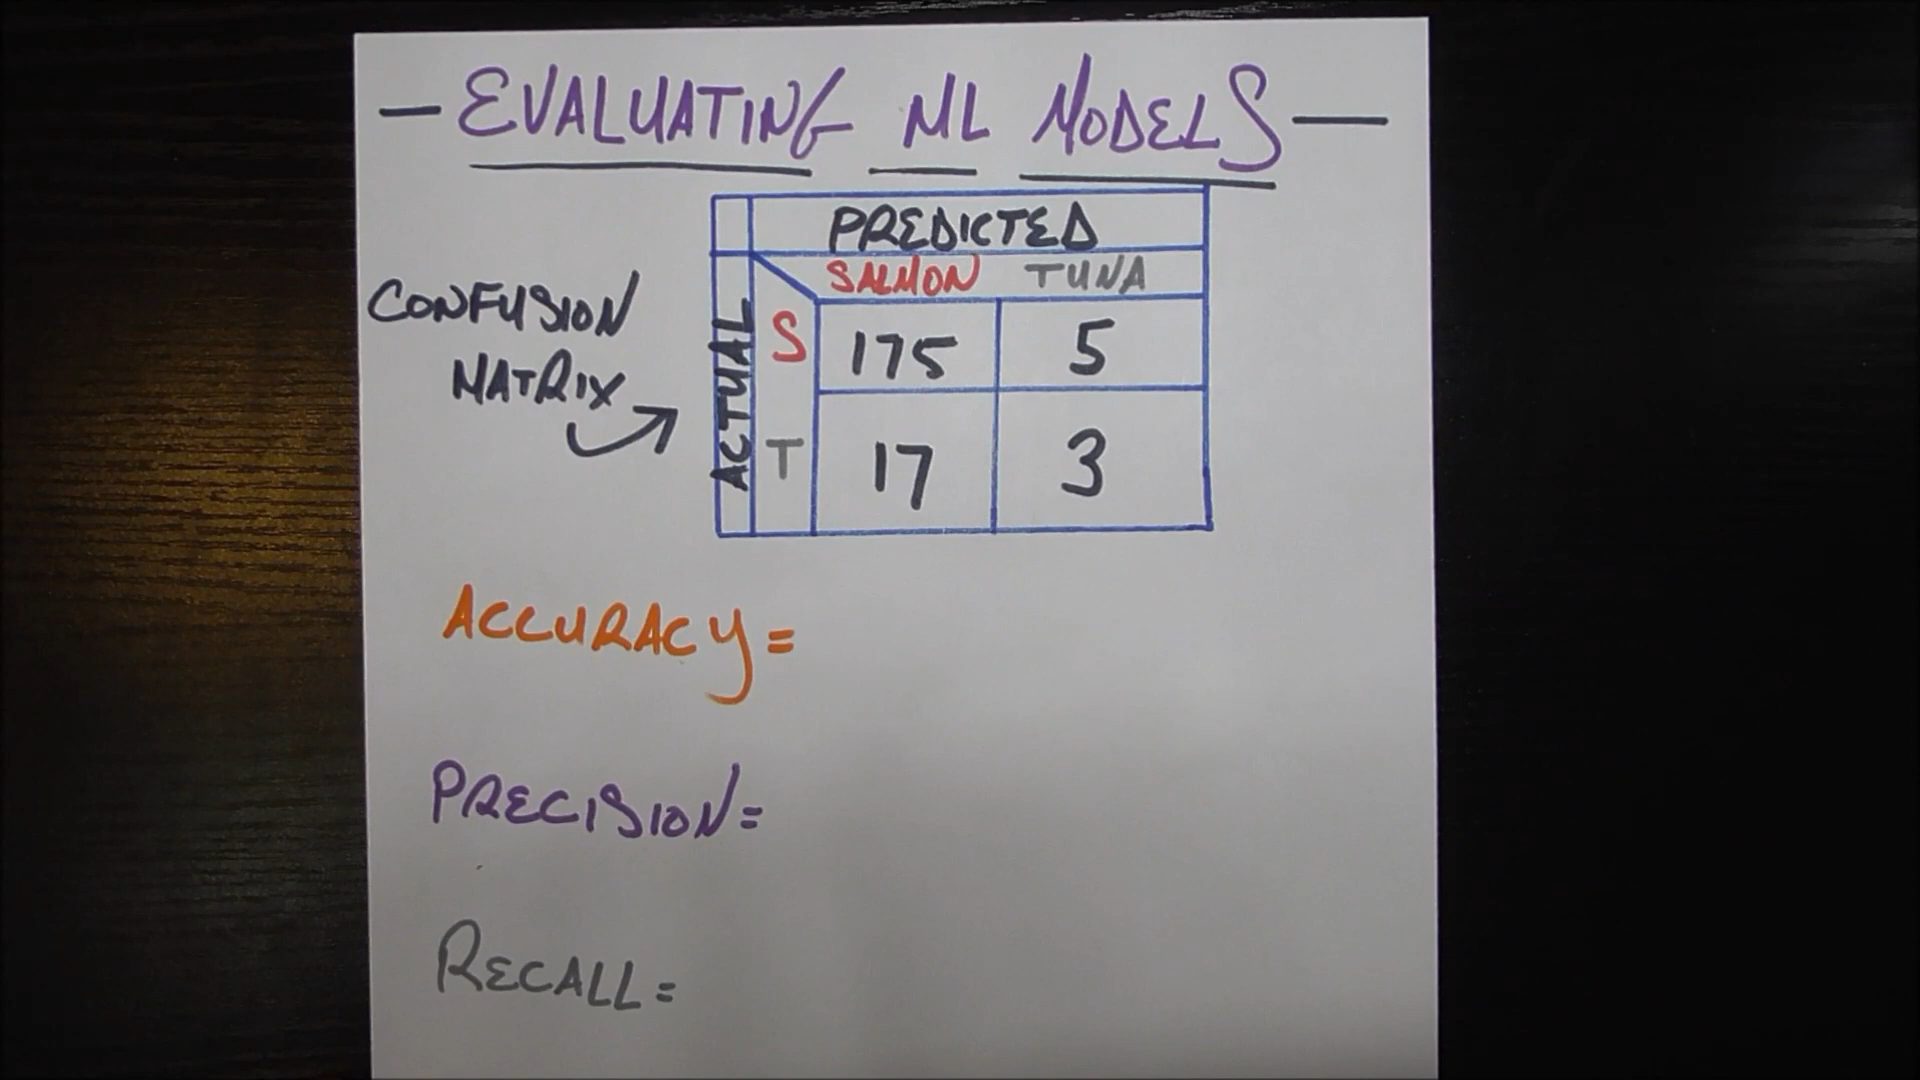 — EVALUATING ML MODELS —
PREDICTED
SALMON TUNA
CONFUSION
MATRIX
ACTUAL
S 175 5
T 17 3
ACCURACY =
PRECISION =
RECALL =